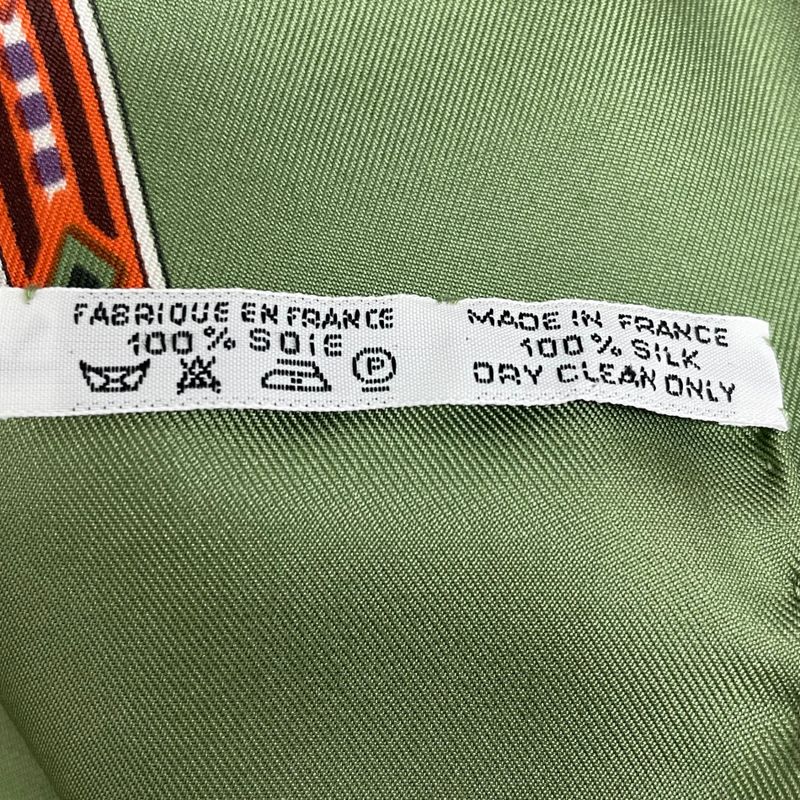 FABRIQUE EN FRANCE
100% SOIE
P
MADE IN FRANCE
100% SILK
DRY CLEAN ONLY